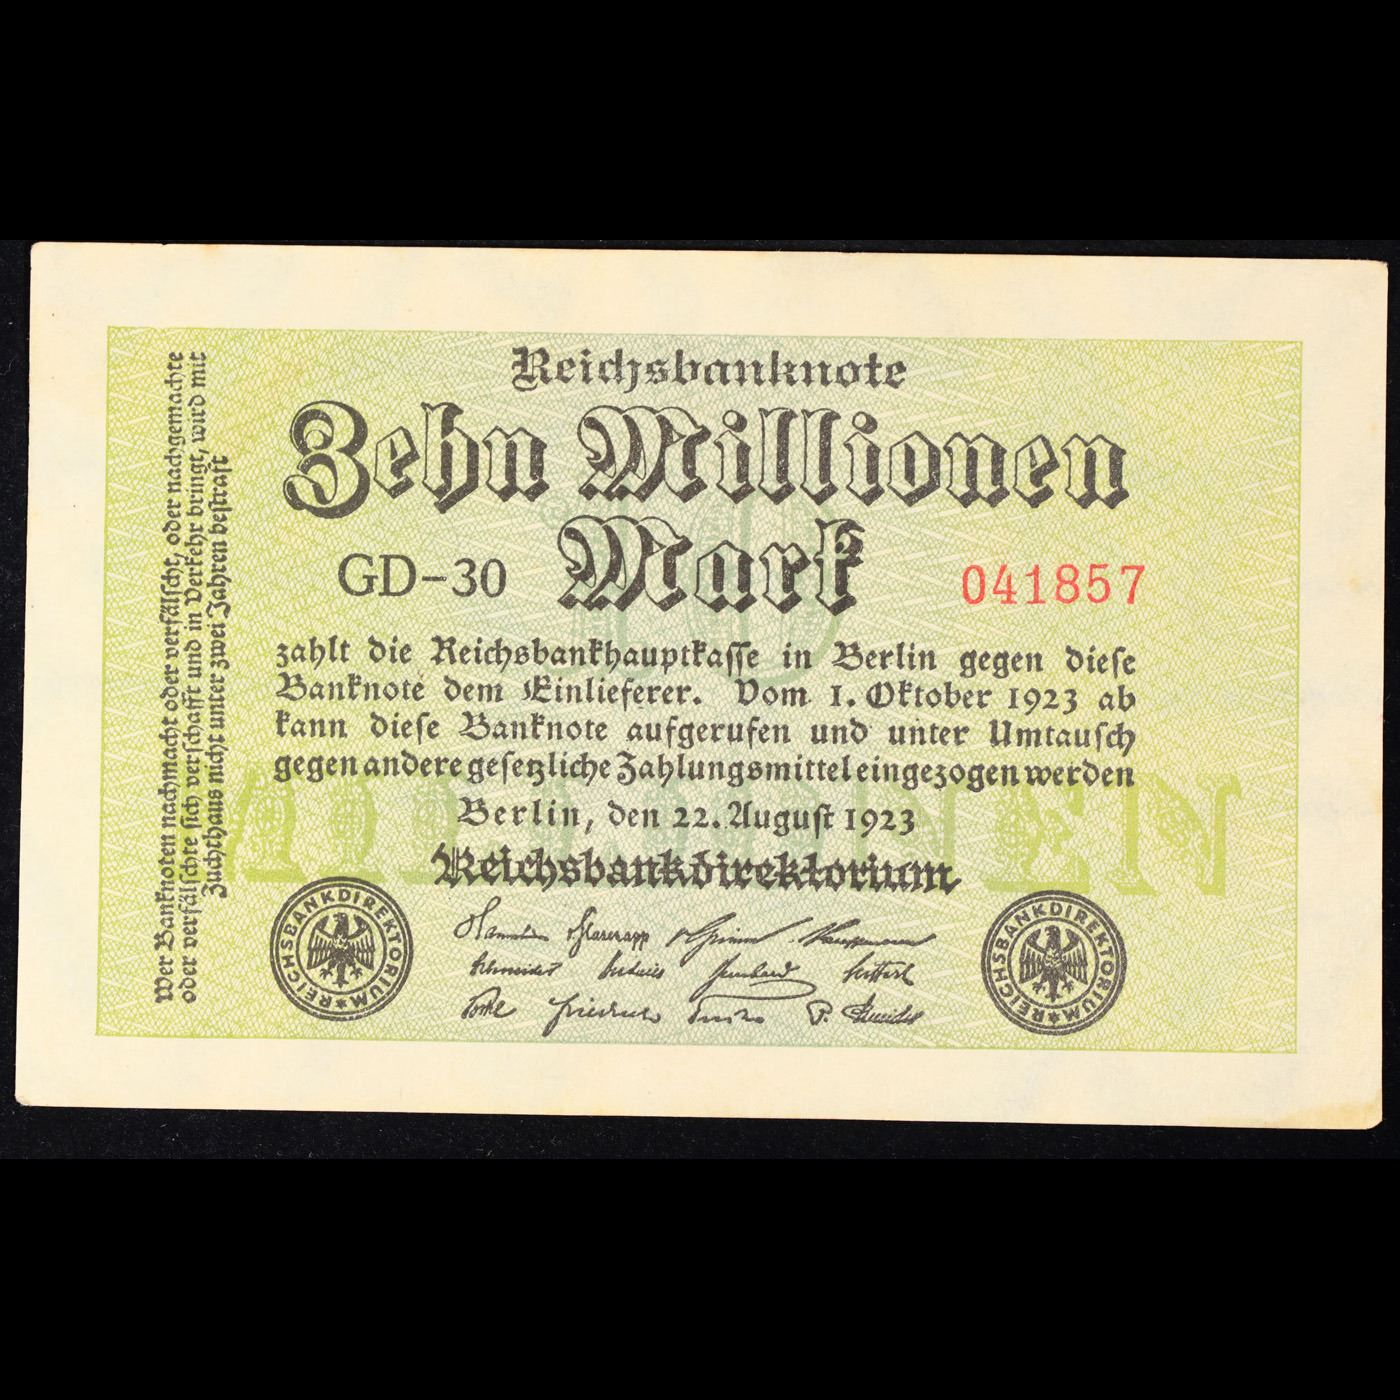 Reichsbanknote
Zehn Millionen
Mark
GD-30
041857
zahlt die Reichsbankhauptkasse in Berlin gegen diese
Banknote dem Einlieferer. Vom 1. Oktober 1923 ab
kann diese Banknote aufgerufen und unter Umtausch
gegen andere gesetzliche Zahlungsmittel eingezogen werden
Berlin, den 22. August 1923
Reichsbankdirektorium
REICHSBANKDIREKTORIUM
REICHSBANKDIREKTORIUM
Wer Banknoten nachmacht oder verfälscht, oder nachgemachte
oder verfälschte sich verschafft und in Verkehr bringt, wird mit
Zuchthaus nicht unter zwei Jahren bestraft
10
MILLIONEN